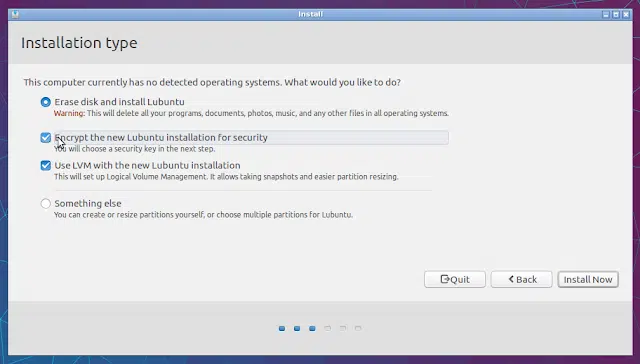 Install
Installation type
This computer currently has no detected operating systems. What would you like to do?
Erase disk and install Lubuntu
Warning: This will delete all your programs, documents, photos, music, and any other files in all operating systems.
Encrypt the new Lubuntu installation for security
You will choose a security key in the next step.
Use LVM with the new Lubuntu installation
This will set up Logical Volume Management. It allows taking snapshots and easier partition resizing.
Something else
You can create or resize partitions yourself, or choose multiple partitions for Lubuntu.
Quit Back Install Now